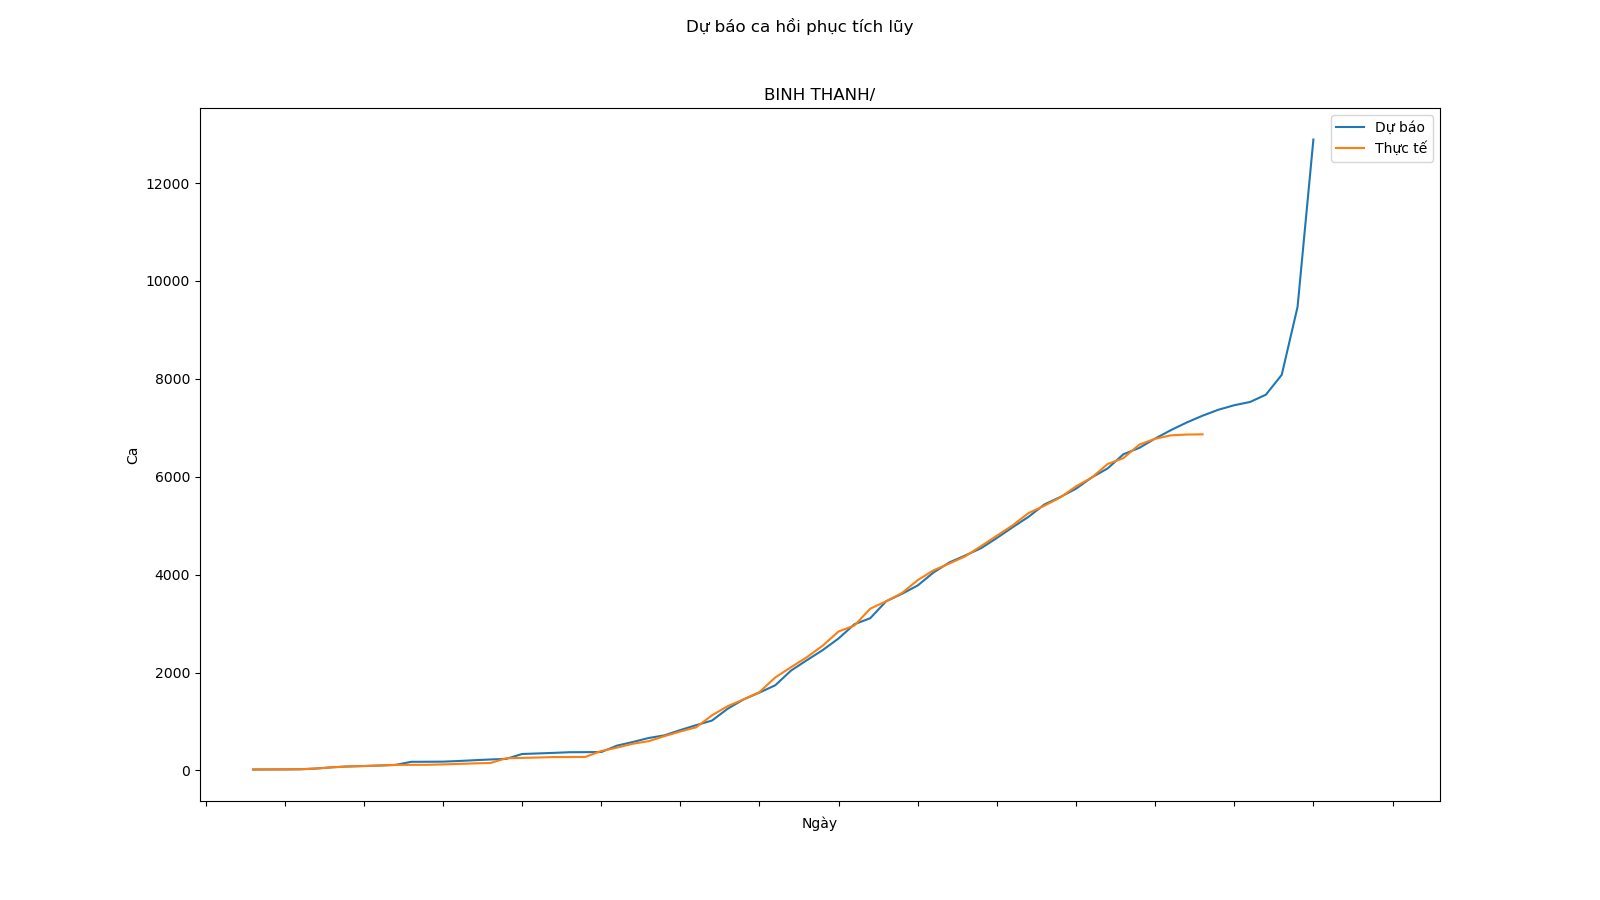 Dự báo ca hồi phục tích lũy
BINH THANH/
Dự báo
Thực tế
12000
10000
8000
6000
4000
2000
0
Ca
Ngày